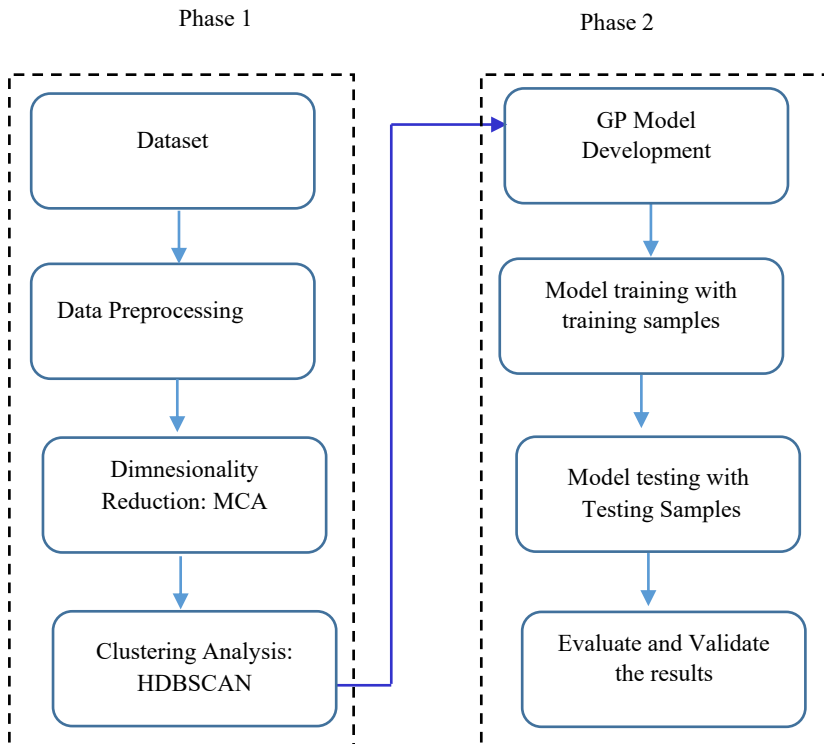 Phase 1
Dataset
Data Preprocessing
Dimnesionality
Reduction: MCA
Clustering Analysis:
HDBSCAN
Phase 2
GP Model
Development
Model training with
training samples
Model testing with
Testing Samples
Evaluate and Validate
the results